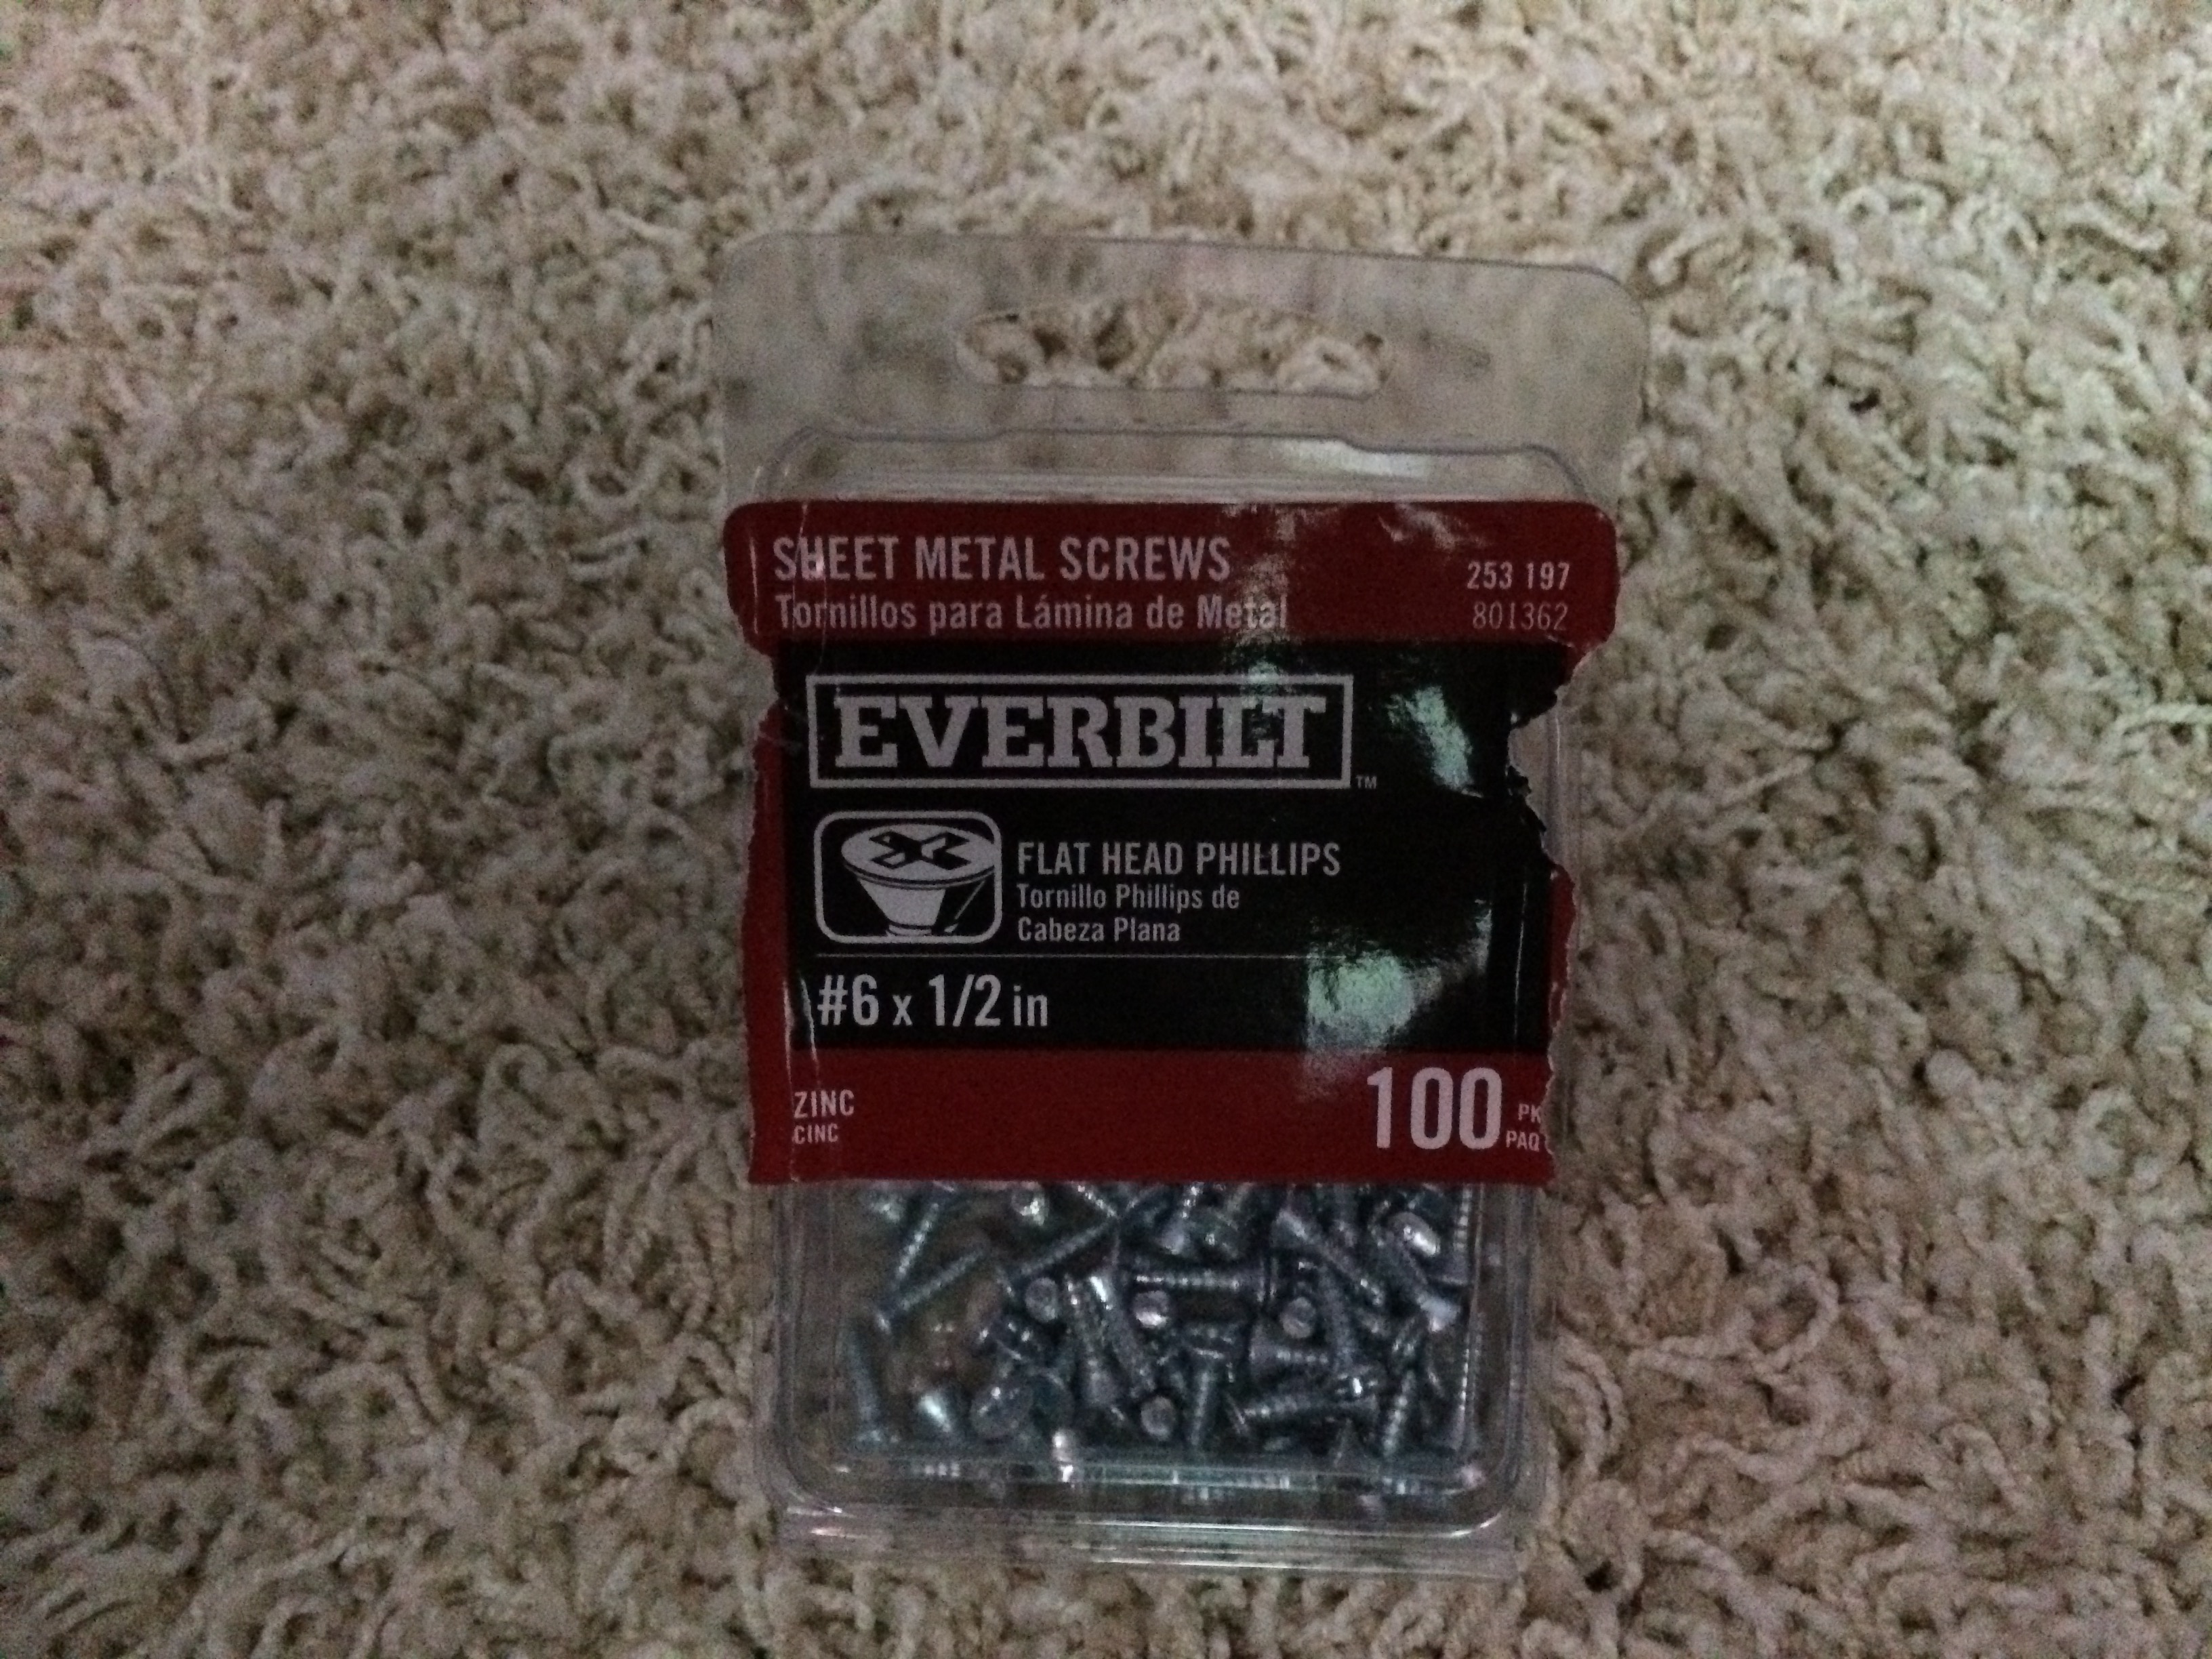 SHEET METAL SCREWS
253 197
Tornillos para Lámina de Metal
801362
EVERBILT
TM
FLAT HEAD PHILLIPS
Tornillo Phillips de
Cabeza Plana
#6 x 1/2 in
ZINC
CINC
100
PK
PAQ